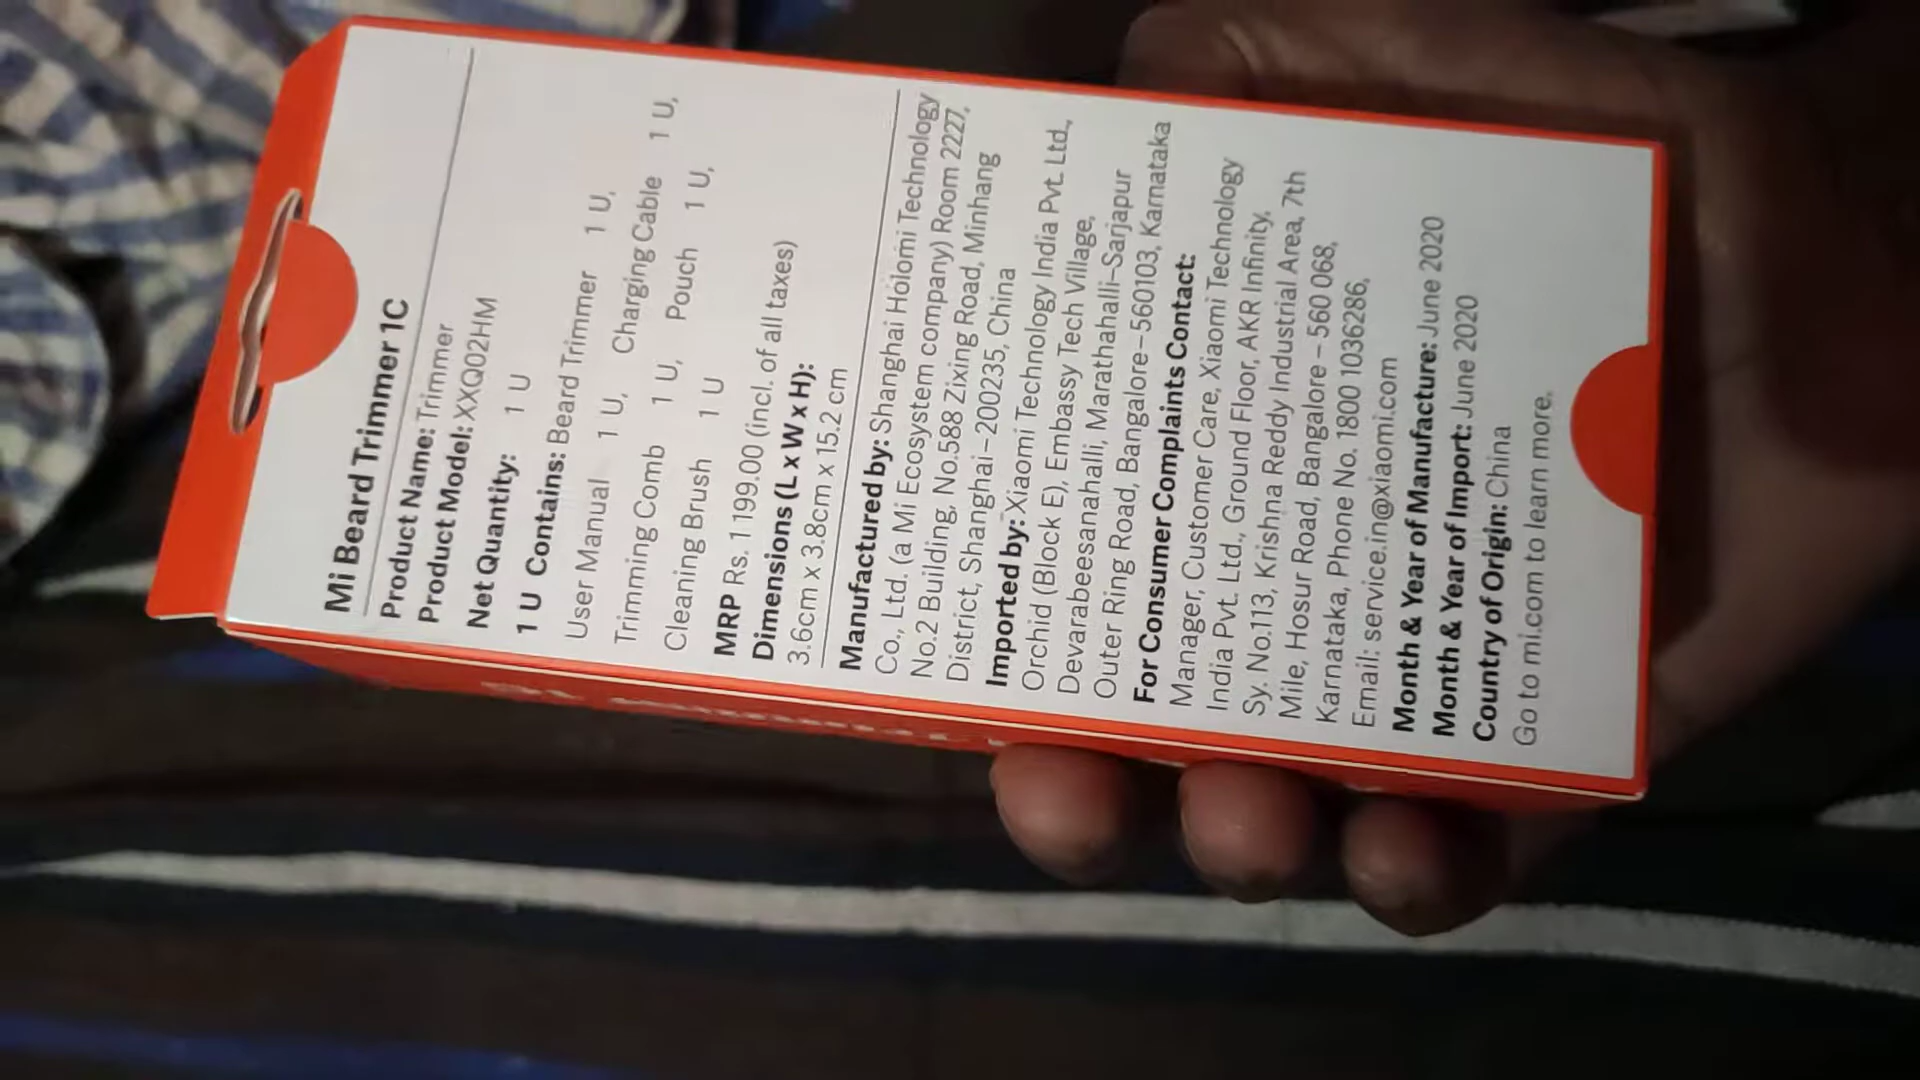 Mi Beard Trimmer 1C
Product Name: Trimmer
Product Model: XXQ02HM
Net Quantity: 1 U
1 U Contains: Beard Trimmer 1 U,
User Manual 1 U, Charging Cable 1 U,
Trimming Comb 1 U, Pouch 1 U,
Cleaning Brush 1 U
MRP Rs. 1 199.00 (incl. of all taxes)
Dimensions (L x W x H):
3.6cm x 3.8cm x 15.2 cm
Manufactured by: Shanghai Holomi Technology
Co., Ltd. (a Mi Ecosystem company) Room 2227,
No.2 Building, No.588 Zixing Road, Minhang
District, Shanghai-200235, China
Imported by: Xiaomi Technology India Pvt. Ltd.,
Orchid (Block E), Embassy Tech Village,
Devarabeesanahalli, Marathahalli-Sarjapur
Outer Ring Road, Bangalore-560103, Karnataka
For Consumer Complaints Contact:
Manager, Customer Care, Xiaomi Technology
India Pvt. Ltd., Ground Floor, AKR Infinity,
Sy. No.113, Krishna Reddy Industrial Area, 7th
Mile, Hosur Road, Bangalore - 560 068,
Karnataka, Phone No. 1800 1036286,
Email: service.in@xiaomi.com
Month & Year of Manufacture: June 2020
Month & Year of Import: June 2020
Country of Origin: China
Go to mi.com to learn more.